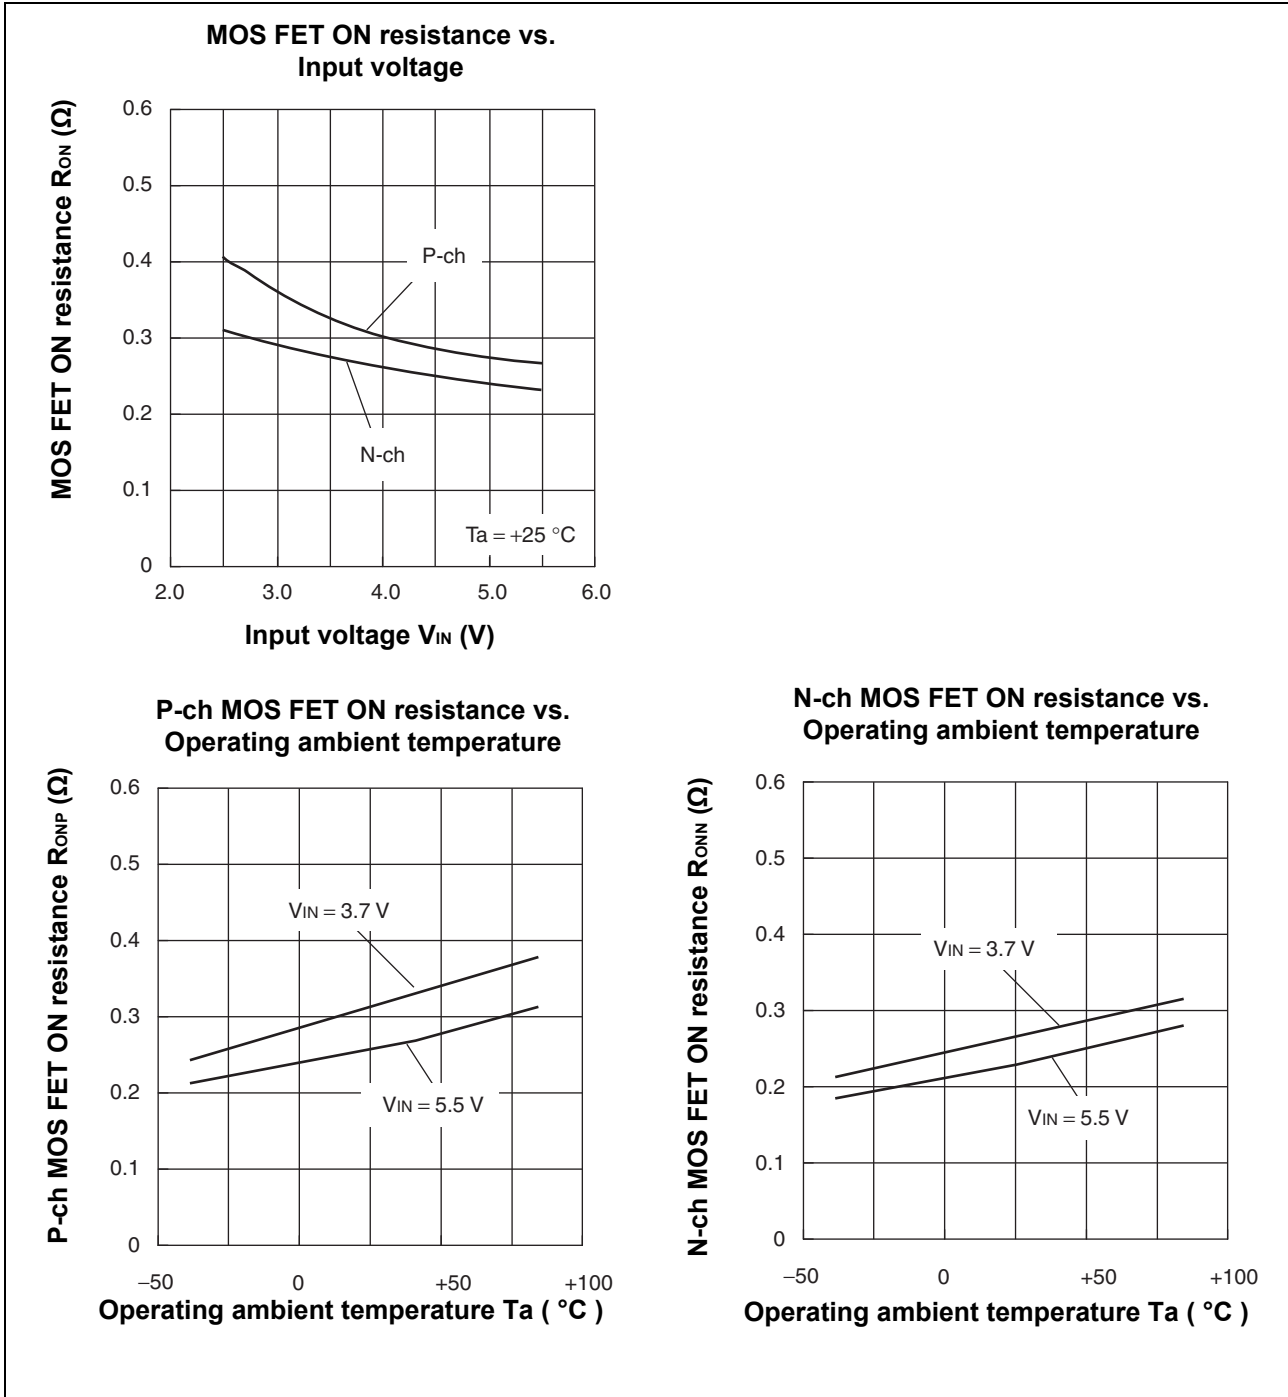 MOS FET ON resistance vs.
Input voltage
MOS FET ON resistance RON (Ω)
0.6
0.5
0.4
0.3
0.2
0.1
0
P-ch
N-ch
Ta = +25 °C
2.0 3.0 4.0 5.0 6.0
Input voltage VIN (V)
P-ch MOS FET ON resistance vs.
Operating ambient temperature
P-ch MOS FET ON resistance RONP (Ω)
0.6
0.5
0.4
0.3
0.2
0.1
0
VIN = 3.7 V
VIN = 5.5 V
−50 0 +50 +100
Operating ambient temperature Ta ( °C )
N-ch MOS FET ON resistance vs.
Operating ambient temperature
N-ch MOS FET ON resistance RONN (Ω)
0.6
0.5
0.4
0.3
0.2
0.1
0
VIN = 3.7 V
VIN = 5.5 V
−50 0 +50 +100
Operating ambient temperature Ta ( °C )